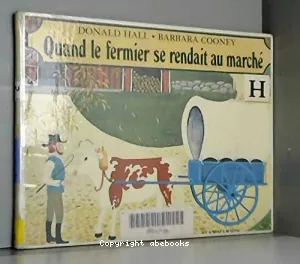 DONALD HALL • BARBARA COONEY
Quand le fermier se rendait au marché
H
Copyright abebooks